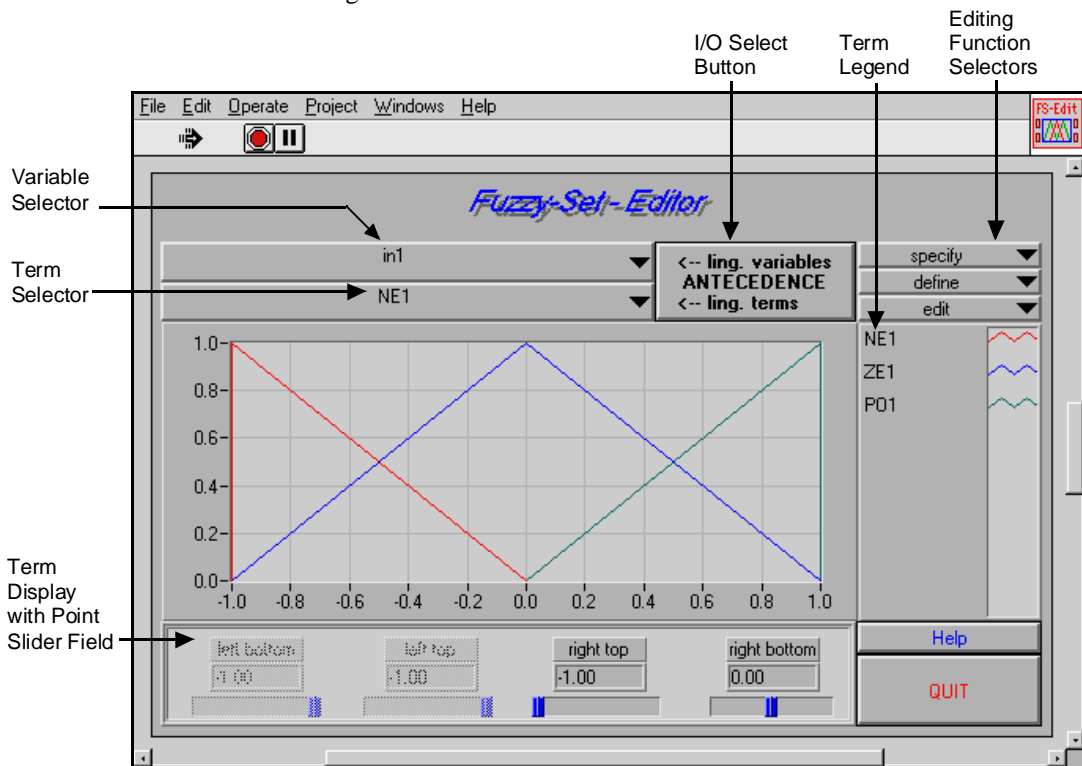 I/O Select
Button
Term
Legend
Editing
Function
Selectors
File Edit Operate Project Windows Help
FS-Edit
Variable
Selector
Fuzzy-Set-Editor
in1
<-- ling. variables
ANTECEDENCE
<-- ling. terms
specify
define
edit
Term
Selector
NE1
NE1
ZE1
PO1
1.0
0.8
0.6
0.4
0.2
0.0
-1.0 -0.8 -0.6 -0.4 -0.2 0.0 0.2 0.4 0.6 0.8 1.0
Term
Display
with Point
Slider Field
left bottom
-1.00
left top
-1.00
right top
-1.00
right bottom
0.00
Help
QUIT